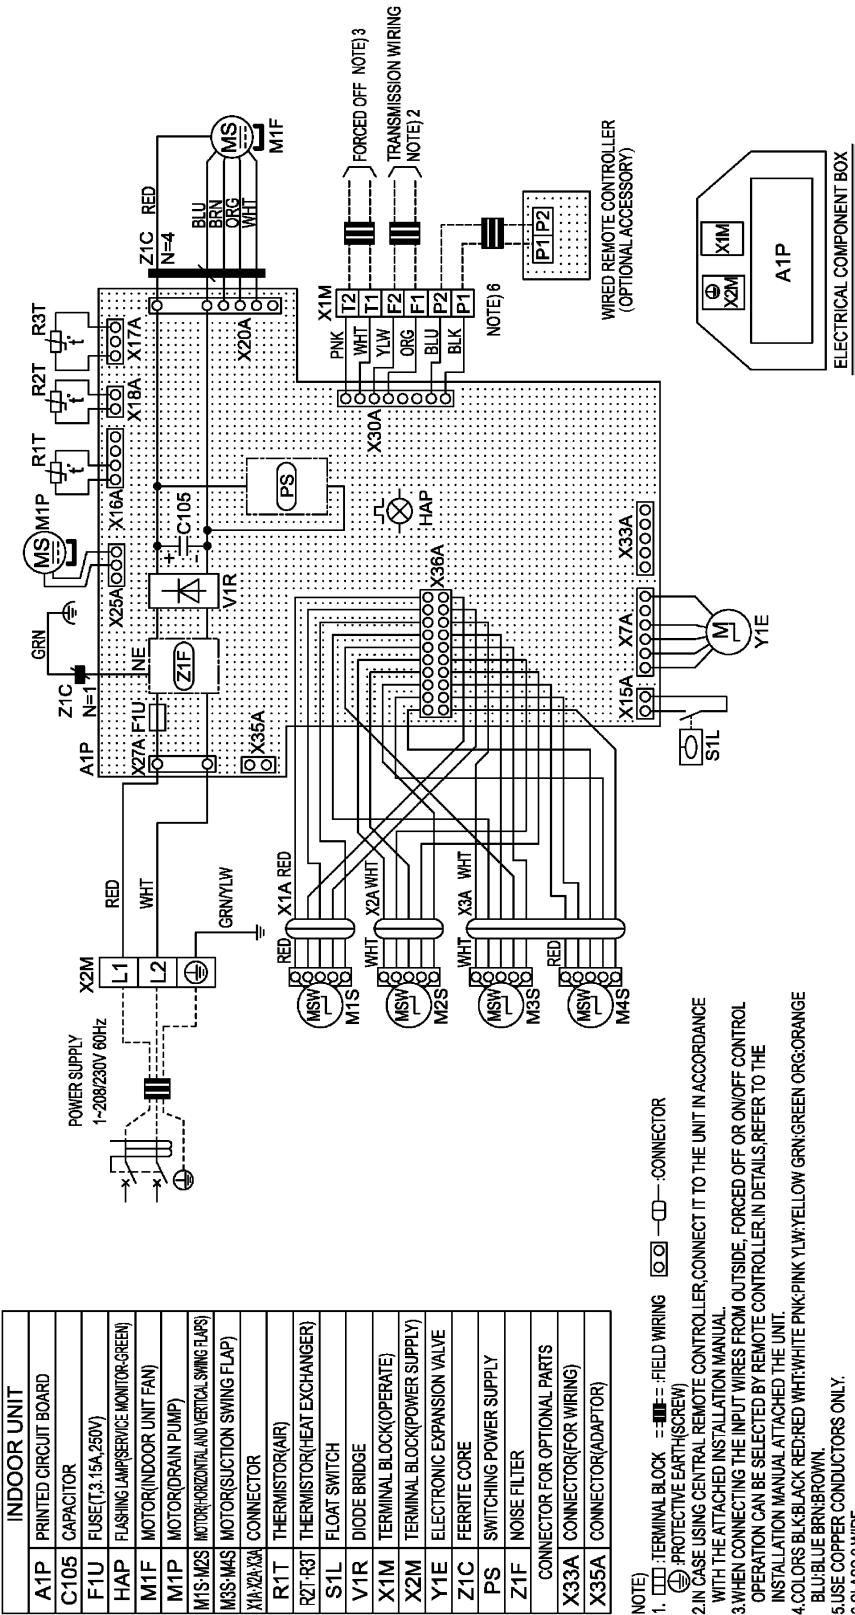 POWER SUPPLY
1~208/230V 60Hz
X2M
L1
L2
RED
WHT
GRN/YLW
A1P
X27A
F1U
X35A
Z1C
N=1
GRN
NE
Z1F
V1R
C105
+
-
PS
HAP
MS
M1P
X25A
R1T
t°
X16A
R2T
t°
X18A
R3T
t°
X17A
X20A
Z1C
N=4
RED
BLU
BRN
ORG
WHT
MS
M1F
X30A
PNK
WHT
YLW
ORG
BLU
BLK
X1M
T2
T1
F2
F1
P2
P1
NOTE) 6
FORCED OFF NOTE) 3
TRANSMISSION WIRING
NOTE) 2
P1 P2
WIRED REMOTE CONTROLLER
(OPTIONAL ACCESSORY)
X36A
X33A
X7A
X15A
M
Y1E
S1L
RED
X1A RED
WHT
X2A WHT
WHT
X3A WHT
RED
MSW
M1S
MSW
M2S
MSW
M3S
MSW
M4S
X2M
X1M
A1P
ELECTRICAL COMPONENT BOX
INDOOR UNIT
A1P PRINTED CIRCUIT BOARD
C105 CAPACITOR
F1U FUSE(T,3.15A,250V)
HAP FLASHING LAMP(SERVICE MONITOR-GREEN)
M1F MOTOR(INDOOR UNIT FAN)
M1P MOTOR(DRAIN PUMP)
M1S·M2S MOTOR(HORIZONTAL AND VERTICAL SWING FLAPS)
M3S·M4S MOTOR(SUCTION SWING FLAP)
X1A·X2A·X3A CONNECTOR
R1T THERMISTOR(AIR)
R2T·R3T THERMISTOR(HEAT EXCHANGER)
S1L FLOAT SWITCH
V1R DIODE BRIDGE
X1M TERMINAL BLOCK(OPERATE)
X2M TERMINAL BLOCK(POWER SUPPLY)
Y1E ELECTRONIC EXPANSION VALVE
Z1C FERRITE CORE
PS SWITCHING POWER SUPPLY
Z1F NOISE FILTER
CONNECTOR FOR OPTIONAL PARTS
X33A CONNECTOR(FOR WIRING)
X35A CONNECTOR(ADAPTOR)
NOTE)
1. :TERMINAL BLOCK :FIELD WIRING :CONNECTOR
:PROTECTIVE EARTH(SCREW)
2.IN CASE USING CENTRAL REMOTE CONTROLLER,CONNECT IT TO THE UNIT IN ACCORDANCE
WITH THE ATTACHED INSTALLATION MANUAL.
3.WHEN CONNECTING THE INPUT WIRES FROM OUTSIDE, FORCED OFF OR ON/OFF CONTROL
OPERATION CAN BE SELECTED BY REMOTE CONTROLLER.IN DETAILS,REFER TO THE
INSTALLATION MANUAL ATTACHED THE UNIT.
4.COLORS BLK:BLACK RED:RED WHT:WHITE PNK:PINK YLW:YELLOW GRN:GREEN ORG:ORANGE
BLU:BLUE BRN:BROWN.
5.USE COPPER CONDUCTORS ONLY.